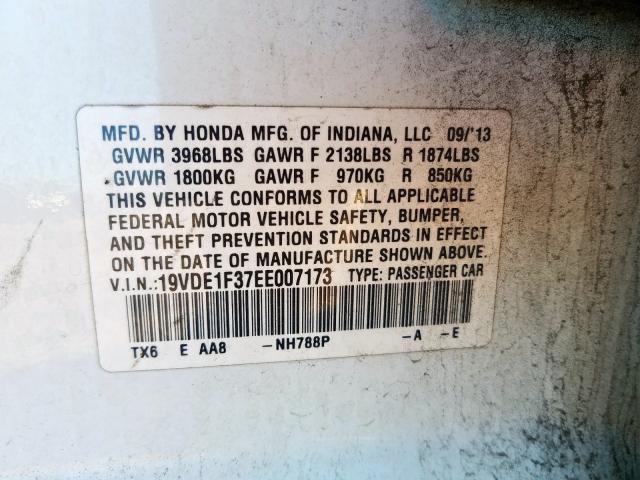 MFD. BY HONDA MFG. OF INDIANA, LLC 09/'13
GVWR 3968LBS GAWR F 2138LBS R 1874LBS
GVWR 1800KG GAWR F 970KG R 850KG
THIS VEHICLE CONFORMS TO ALL APPLICABLE
FEDERAL MOTOR VEHICLE SAFETY, BUMPER,
AND THEFT PREVENTION STANDARDS IN EFFECT
ON THE DATE OF MANUFACTURE SHOWN ABOVE.
V.I.N.:19VDE1F37EE007173 TYPE: PASSENGER CAR
TX6 E AA8 -NH788P -A -E